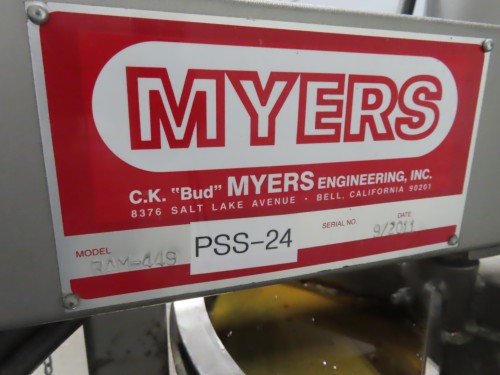 MYERS
C.K. "Bud" MYERS ENGINEERING, INC.
8376 SALT LAKE AVENUE · BELL, CALIFORNIA 90201
MODEL PSS-24 SERIAL NO. DATE
9/2011